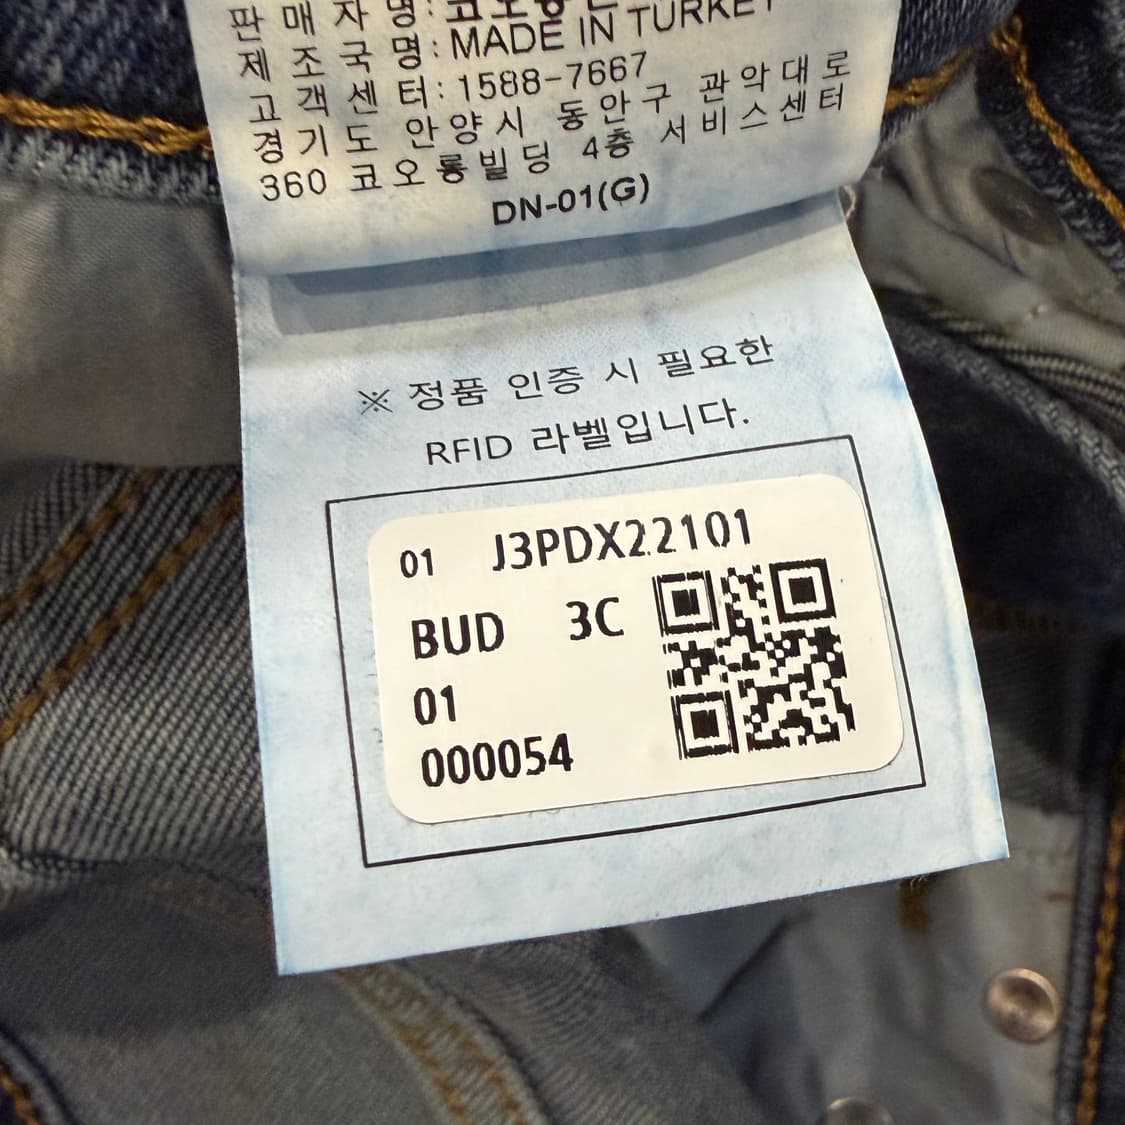 판 매 자 명: 코오롱
제 조 국 명: MADE IN TURKEY
고 객 센 터: 1588-7667
경기도 안양시 동안구 관악대로
360 코오롱빌딩 4층 서비스센터
DN-01(G)
※ 정품 인증 시 필요한
RFID 라벨입니다.
01 J3PDX22101
BUD 3C
01
000054